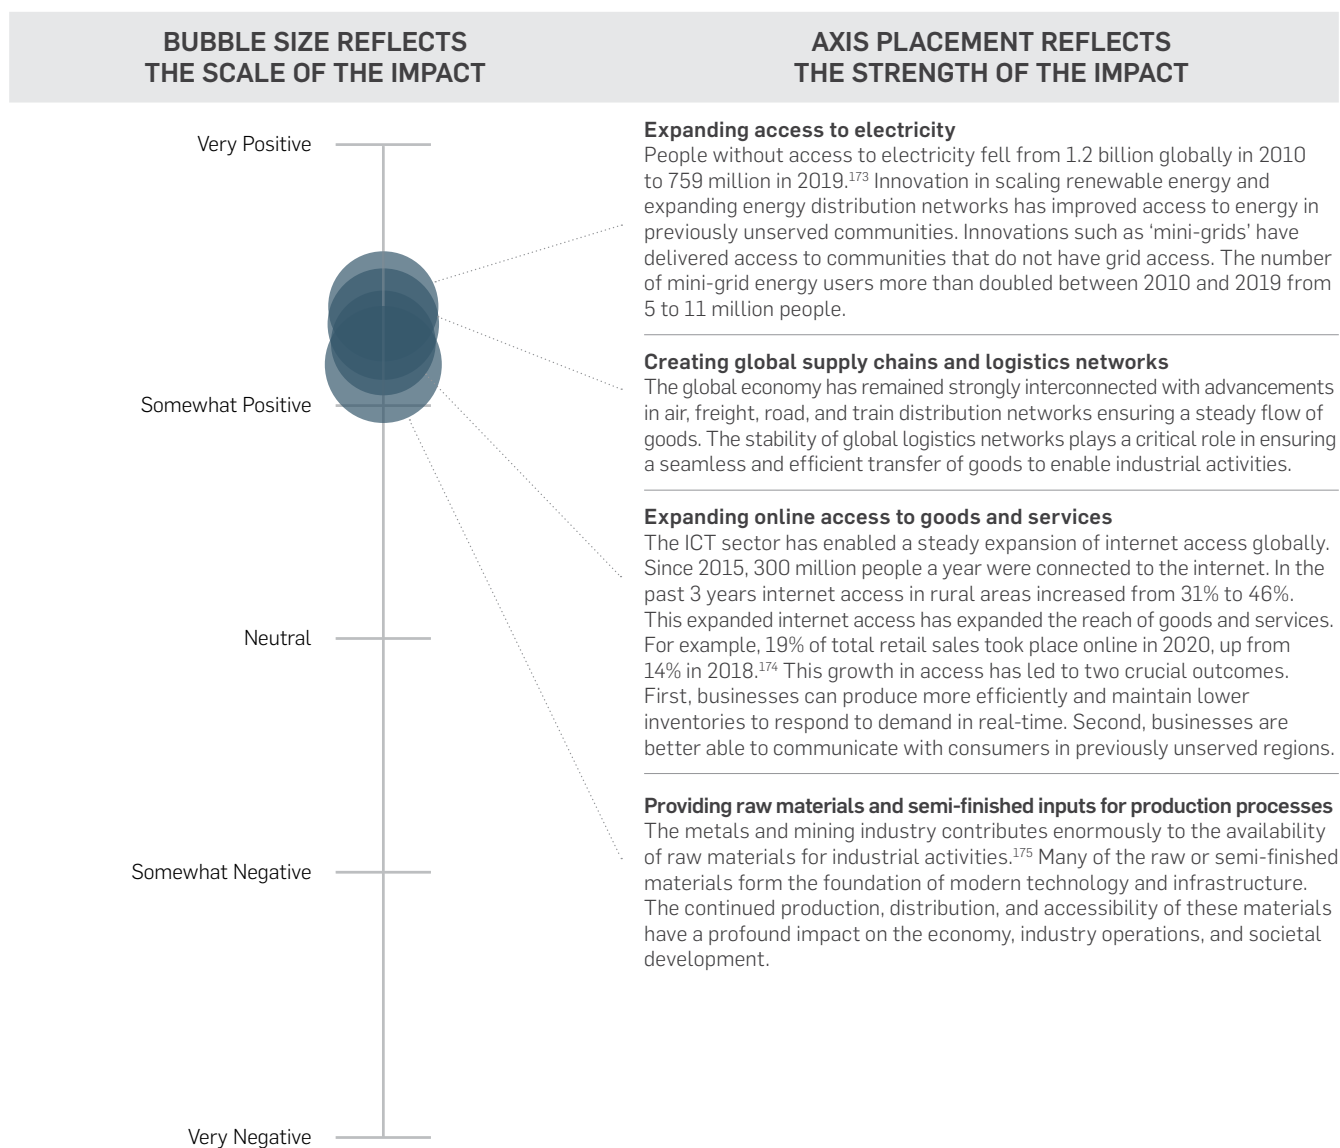 BUBBLE SIZE REFLECTS
THE SCALE OF THE IMPACT
AXIS PLACEMENT REFLECTS
THE STRENGTH OF THE IMPACT
Very Positive
Somewhat Positive
Neutral
Somewhat Negative
Very Negative
Expanding access to electricity
People without access to electricity fell from 1.2 billion globally in 2010
to 759 million in 2019.173 Innovation in scaling renewable energy and
expanding energy distribution networks has improved access to energy in
previously unserved communities. Innovations such as ‘mini-grids’ have
delivered access to communities that do not have grid access. The number
of mini-grid energy users more than doubled between 2010 and 2019 from
5 to 11 million people.
Creating global supply chains and logistics networks
The global economy has remained strongly interconnected with advancements
in air, freight, road, and train distribution networks ensuring a steady flow of
goods. The stability of global logistics networks plays a critical role in ensuring
a seamless and efficient transfer of goods to enable industrial activities.
Expanding online access to goods and services
The ICT sector has enabled a steady expansion of internet access globally.
Since 2015, 300 million people a year were connected to the internet. In the
past 3 years internet access in rural areas increased from 31% to 46%.
This expanded internet access has expanded the reach of goods and services.
For example, 19% of total retail sales took place online in 2020, up from
14% in 2018.174 This growth in access has led to two crucial outcomes.
First, businesses can produce more efficiently and maintain lower
inventories to respond to demand in real-time. Second, businesses are
better able to communicate with consumers in previously unserved regions.
Providing raw materials and semi-finished inputs for production processes
The metals and mining industry contributes enormously to the availability
of raw materials for industrial activities.175 Many of the raw or semi-finished
materials form the foundation of modern technology and infrastructure.
The continued production, distribution, and accessibility of these materials
have a profound impact on the economy, industry operations, and societal
development.